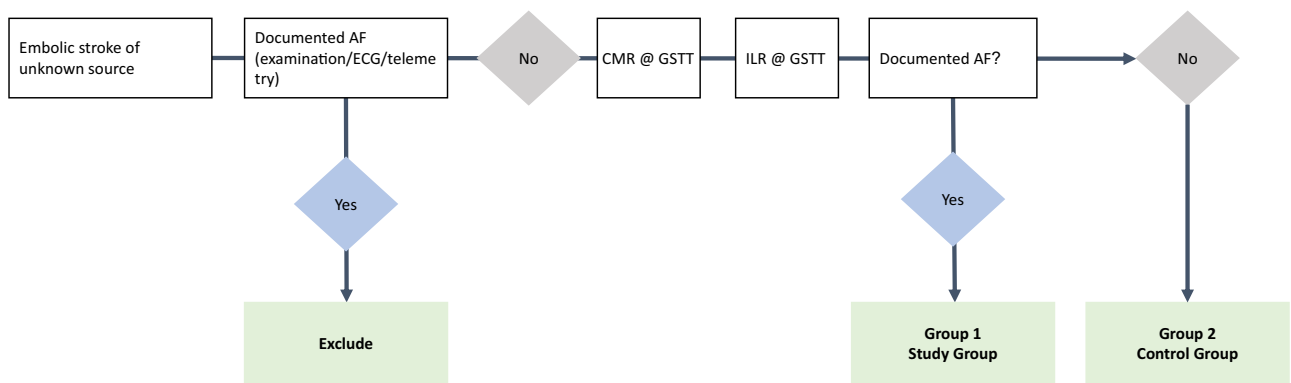 Embolic stroke of
unknown source
Documented AF
(examination/ECG/teleme
try)
No
CMR @ GSTT
ILR @ GSTT
Documented AF?
No
Yes
Yes
Exclude
Group 1
Study Group
Group 2
Control Group